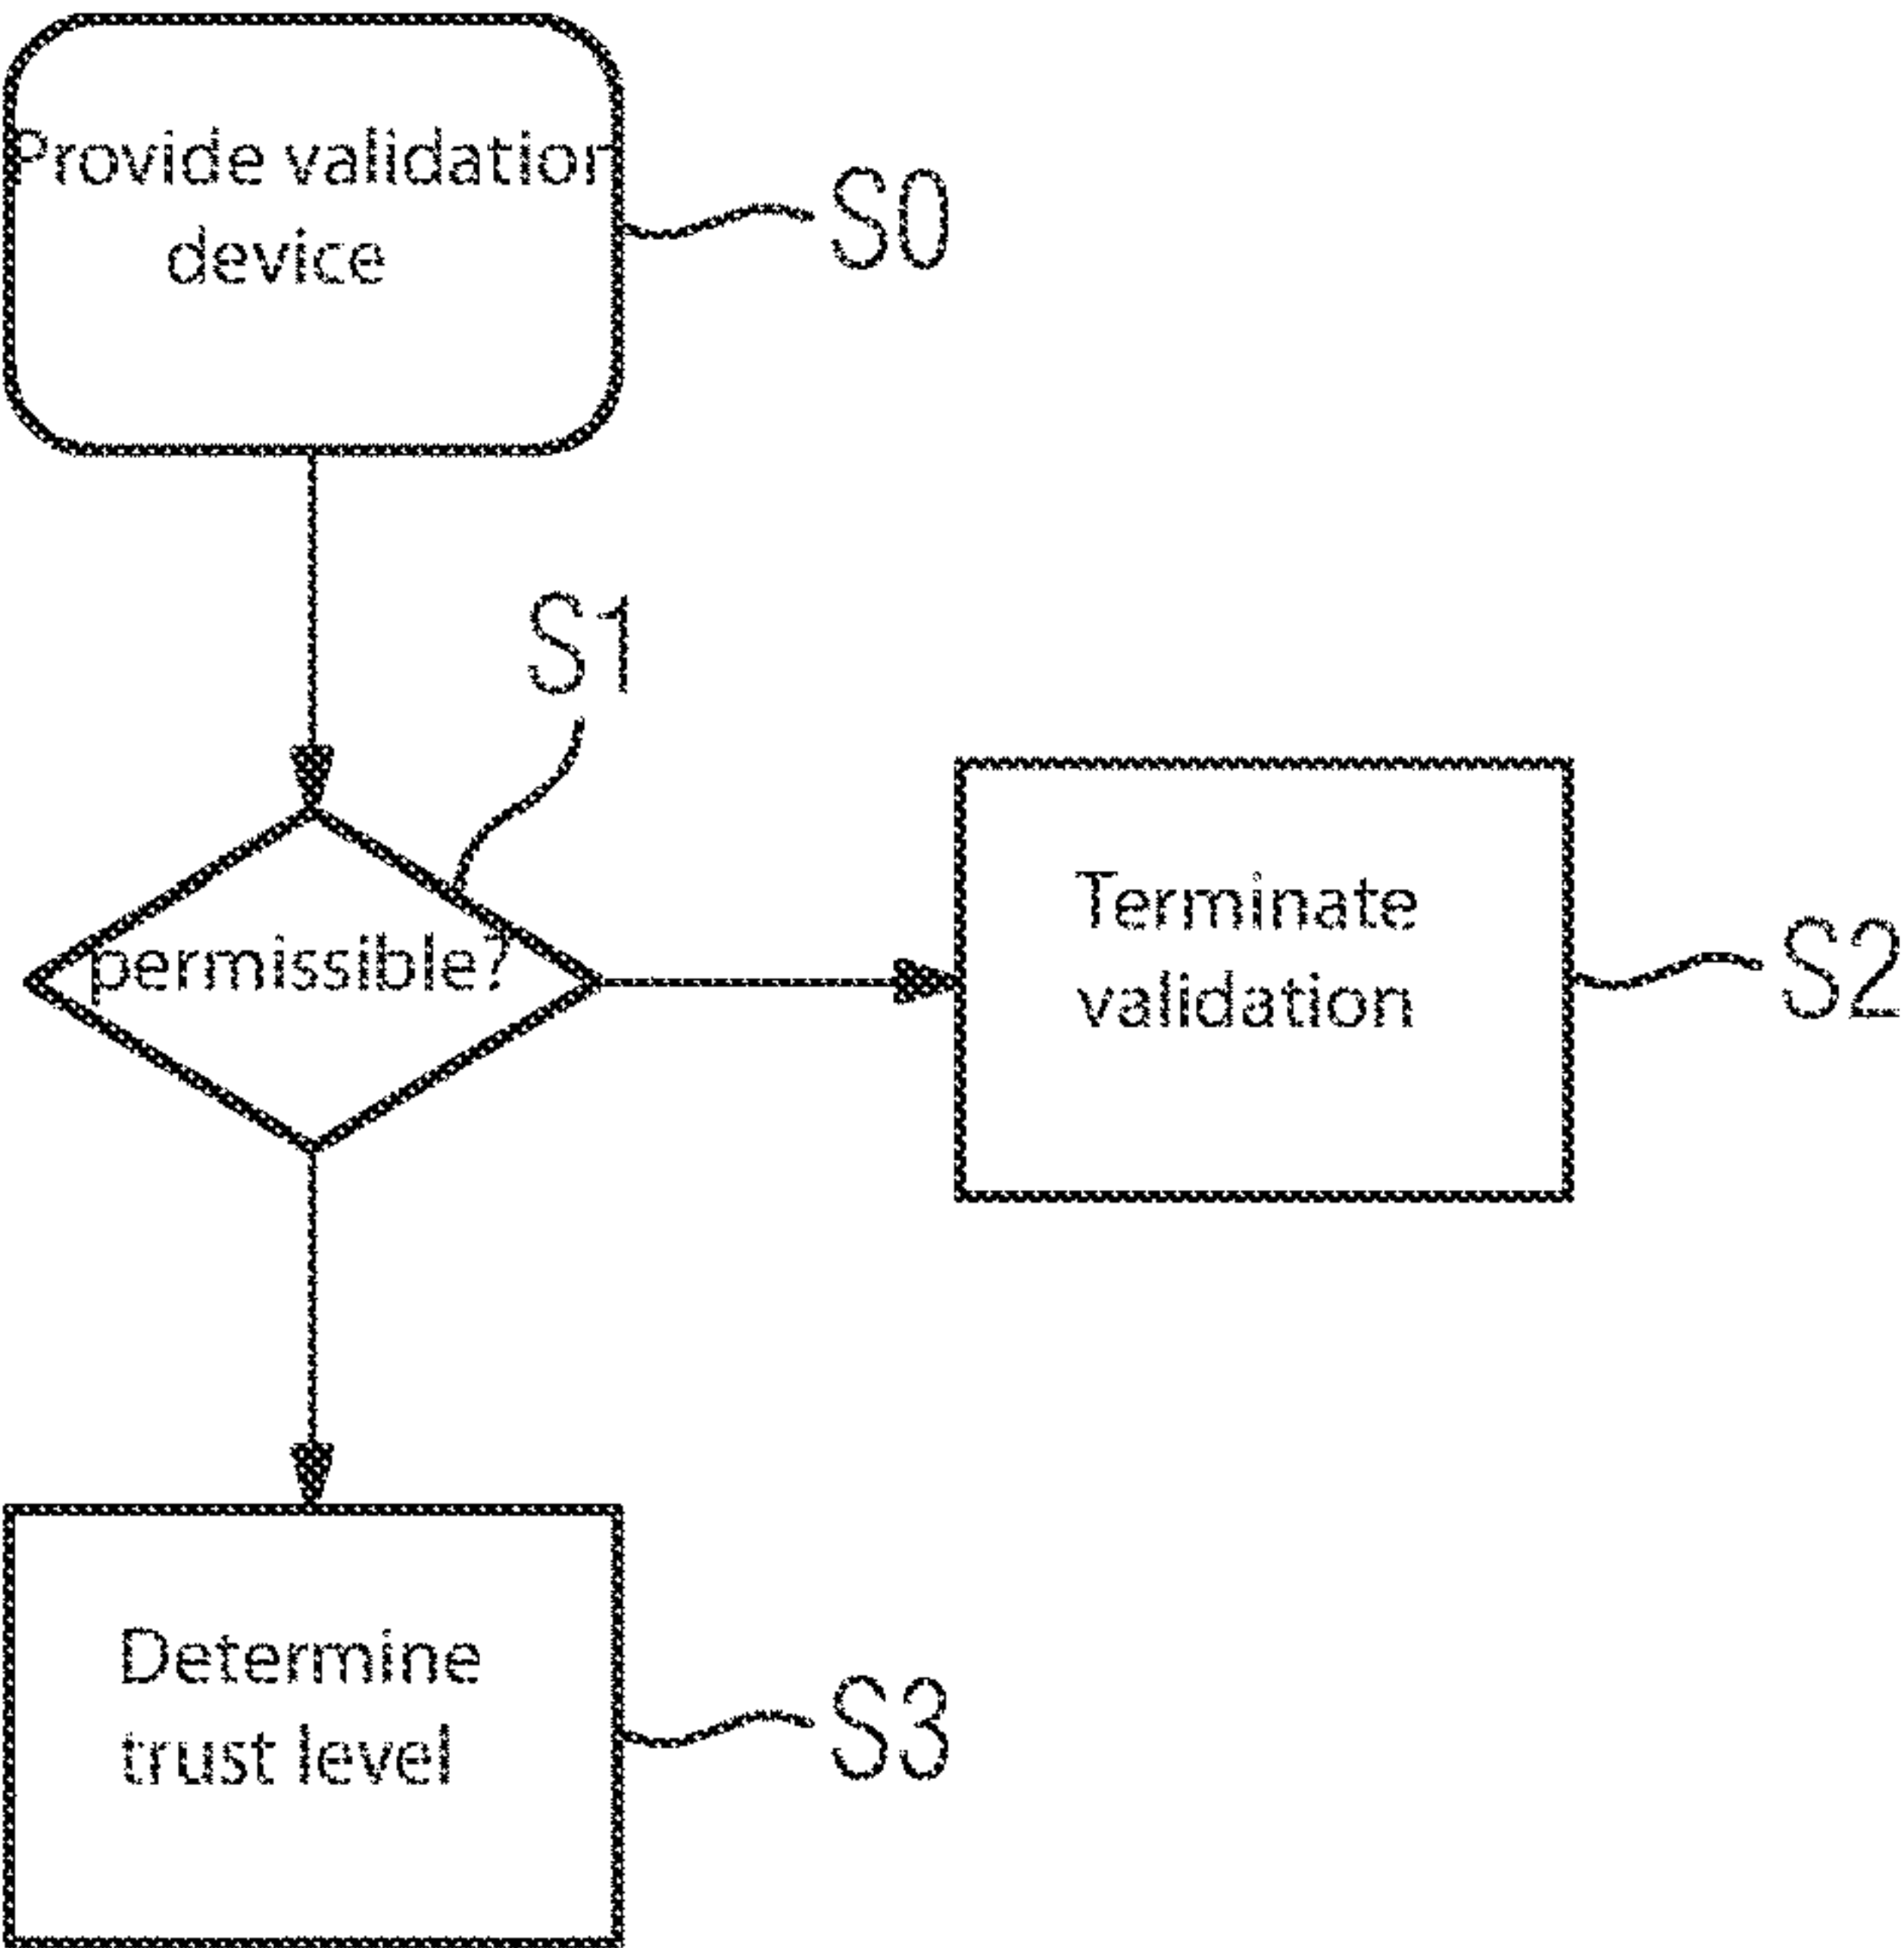 Provide validation
device
S0
S1
permissible?
Terminate
validation
S2
Determine
trust level
S3